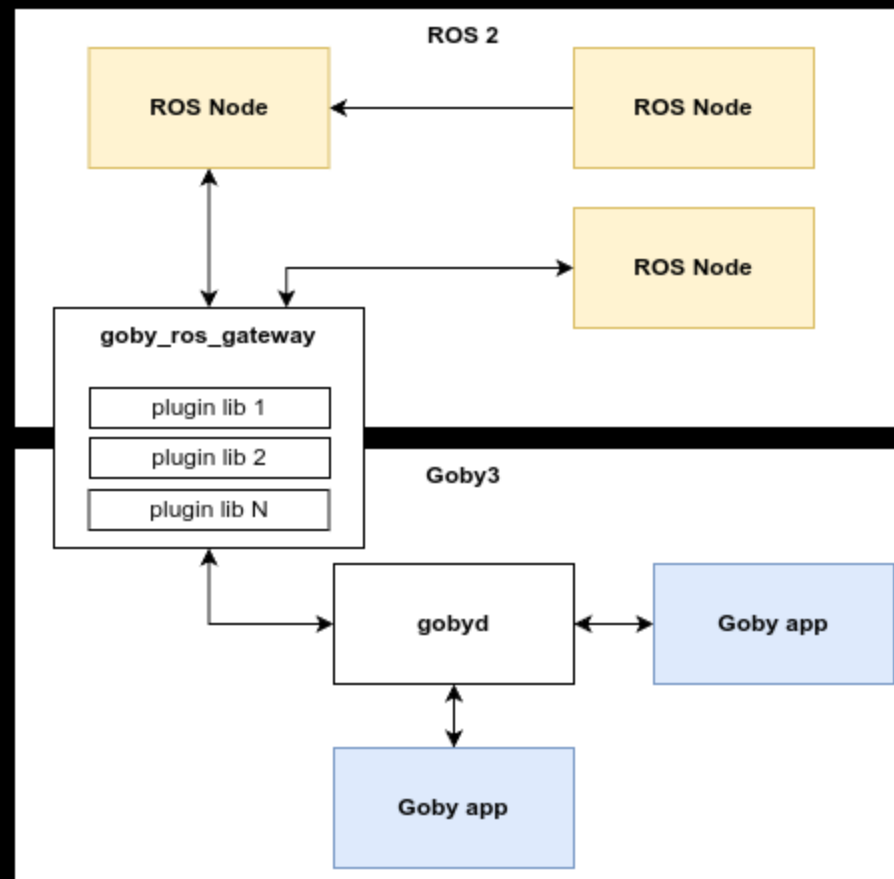 ROS 2
ROS Node
ROS Node
ROS Node
goby_ros_gateway
plugin lib 1
plugin lib 2
plugin lib N
Goby3
gobyd
Goby app
Goby app